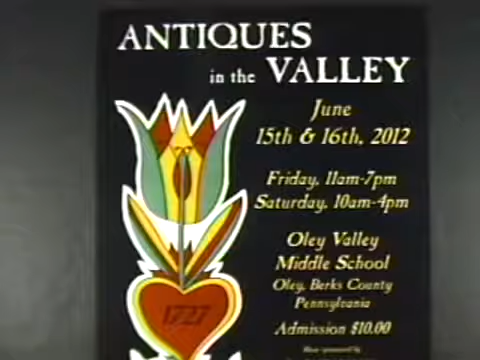 ANTIQUES
in the VALLEY
June
15th & 16th, 2012
Friday, 11am-7pm
Saturday, 10am-4pm
Oley Valley
Middle School
Oley, Berks County
Pennsylvania
1727
Admission $10.00